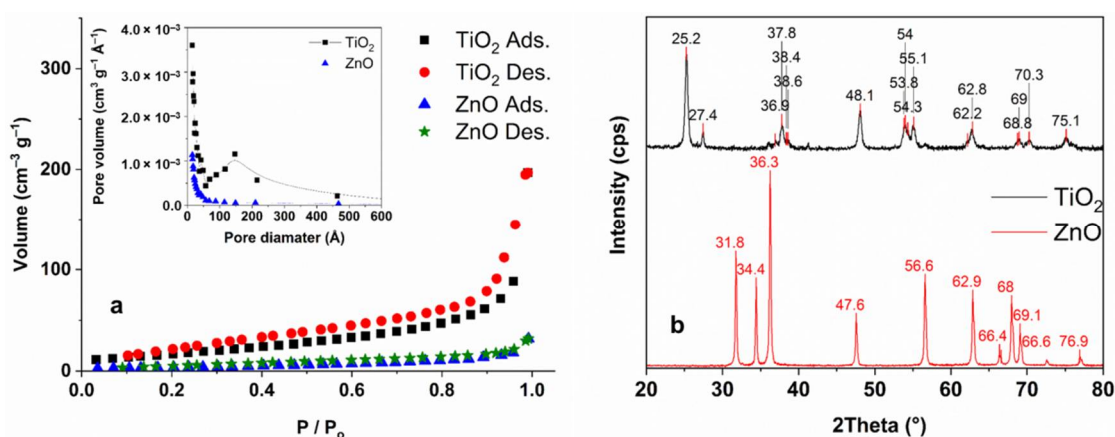 4.0 × 10⁻³
3.0 × 10⁻³
2.0 × 10⁻³
1.0 × 10⁻³
0.0
0 100 200 300 400 500 600
Pore volume (cm³ g⁻¹ Å⁻¹)
Pore diamater (Å)
TiO₂
ZnO
TiO₂ Ads.
TiO₂ Des.
ZnO Ads.
ZnO Des.
300
200
100
0
Volume (cm⁻³ g⁻¹)
a
0.0 0.2 0.4 0.6 0.8 1.0
P / Pₒ
25.2
27.4
36.9
37.8
38.4
38.6
48.1
53.8
54
54.3
55.1
62.2
62.8
68.8
69
70.3
75.1
TiO₂
ZnO
31.8
34.4
36.3
47.6
56.6
62.9
66.4
68
69.1
66.6
76.9
b
Intensity (cps)
20 30 40 50 60 70 80
2Theta (°)